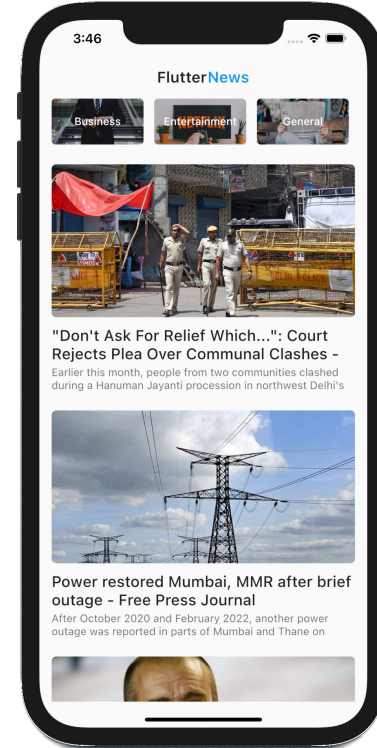 3:46
FlutterNews
Business
Entertainment
General
DELHI POLICE
"Don't Ask For Relief Which...": Court
Rejects Plea Over Communal Clashes -
Earlier this month, people from two communities clashed
during a Hanuman Jayanti procession in northwest Delhi's
Power restored Mumbai, MMR after brief
outage - Free Press Journal
After October 2020 and February 2022, another power
outage was reported in parts of Mumbai and Thane on